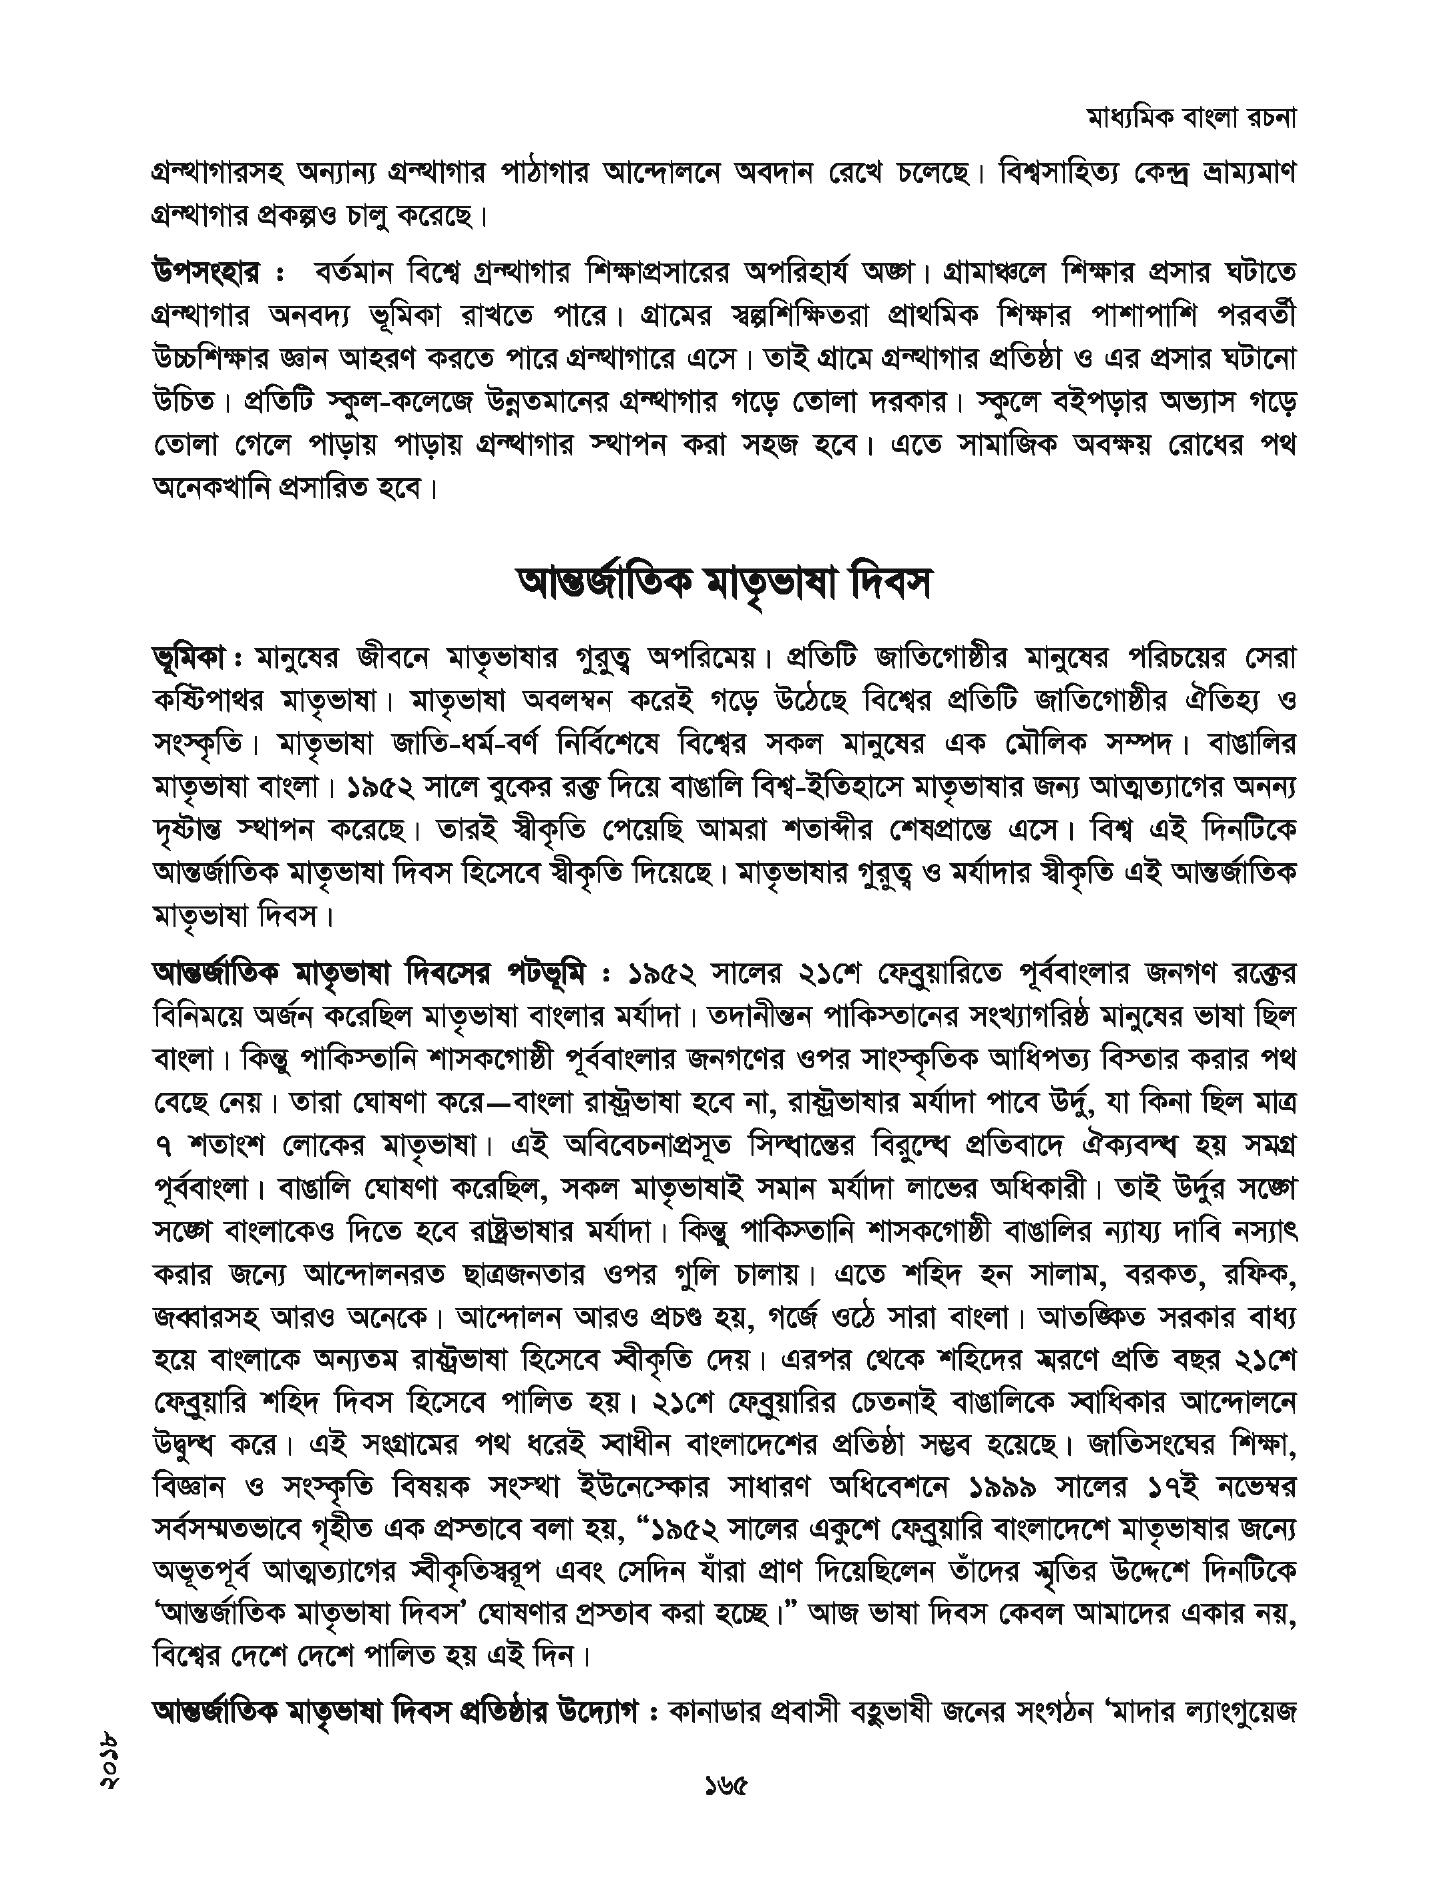 মাধ্যমিক বাংলা রচনা
গ্রন্থাগারসহ অন্যান্য গ্রন্থাগার পাঠাগার আন্দোলনে অবদান রেখে চলেছে। বিশ্বসাহিত্য কেন্দ্র ভ্রাম্যমাণ
গ্রন্থাগার প্রকল্পও চালু করেছে।
উপসংহার : বর্তমান বিশ্বে গ্রন্থাগার শিক্ষাপ্রসারের অপরিহার্য অঙ্গ। গ্রামাঞ্চলে শিক্ষার প্রসার ঘটাতে
গ্রন্থাগার অনবদ্য ভূমিকা রাখতে পারে। গ্রামের স্বল্পশিক্ষিতরা প্রাথমিক শিক্ষার পাশাপাশি পরবর্তী
উচ্চশিক্ষার জ্ঞান আহরণ করতে পারে গ্রন্থাগারে এসে। তাই গ্রামে গ্রন্থাগার প্রতিষ্ঠা ও এর প্রসার ঘটানো
উচিত। প্রতিটি স্কুল-কলেজে উন্নতমানের গ্রন্থাগার গড়ে তোলা দরকার। স্কুলে বইপড়ার অভ্যাস গড়ে
তোলা গেলে পাড়ায় পাড়ায় গ্রন্থাগার স্থাপন করা সহজ হবে। এতে সামাজিক অবক্ষয় রোধের পথ
অনেকখানি প্রসারিত হবে।
আন্তর্জাতিক মাতৃভাষা দিবস
ভূমিকা : মানুষের জীবনে মাতৃভাষার গুরুত্ব অপরিমেয়। প্রতিটি জাতিগোষ্ঠীর মানুষের পরিচয়ের সেরা
কষ্টিপাথর মাতৃভাষা। মাতৃভাষা অবলম্বন করেই গড়ে উঠেছে বিশ্বের প্রতিটি জাতিগোষ্ঠীর ঐতিহ্য ও
সংস্কৃতি। মাতৃভাষা জাতি-ধর্ম-বর্ণ নির্বিশেষে বিশ্বের সকল মানুষের এক মৌলিক সম্পদ। বাঙালির
মাতৃভাষা বাংলা। ১৯৫২ সালে বুকের রক্ত দিয়ে বাঙালি বিশ্ব-ইতিহাসে মাতৃভাষার জন্য আত্মত্যাগের অনন্য
দৃষ্টান্ত স্থাপন করেছে। তারই স্বীকৃতি পেয়েছি আমরা শতাব্দীর শেষপ্রান্তে এসে। বিশ্ব এই দিনটিকে
আন্তর্জাতিক মাতৃভাষা দিবস হিসেবে স্বীকৃতি দিয়েছে। মাতৃভাষার গুরুত্ব ও মর্যাদার স্বীকৃতি এই আন্তর্জাতিক
মাতৃভাষা দিবস।
আন্তর্জাতিক মাতৃভাষা দিবসের পটভূমি : ১৯৫২ সালের ২১শে ফেব্রুয়ারিতে পূর্ববাংলার জনগণ রক্তের
বিনিময়ে অর্জন করেছিল মাতৃভাষা বাংলার মর্যাদা। তদানীন্তন পাকিস্তানের সংখ্যাগরিষ্ঠ মানুষের ভাষা ছিল
বাংলা। কিন্তু পাকিস্তানি শাসকগোষ্ঠী পূর্ববাংলার জনগণের ওপর সাংস্কৃতিক আধিপত্য বিস্তার করার পথ
বেছে নেয়। তারা ঘোষণা করে—বাংলা রাষ্ট্রভাষা হবে না, রাষ্ট্রভাষার মর্যাদা পাবে উর্দু, যা কিনা ছিল মাত্র
৭ শতাংশ লোকের মাতৃভাষা। এই অবিবেচনাপ্রসূত সিদ্ধান্তের বিরুদ্ধে প্রতিবাদে ঐক্যবদ্ধ হয় সমগ্র
পূর্ববাংলা। বাঙালি ঘোষণা করেছিল, সকল মাতৃভাষাই সমান মর্যাদা লাভের অধিকারী। তাই উর্দুর সঙ্গে
সঙ্গে বাংলাকেও দিতে হবে রাষ্ট্রভাষার মর্যাদা। কিন্তু পাকিস্তানি শাসকগোষ্ঠী বাঙালির ন্যায্য দাবি নস্যাৎ
করার জন্যে আন্দোলনরত ছাত্রজনতার ওপর গুলি চালায়। এতে শহিদ হন সালাম, বরকত, রফিক,
জব্বারসহ আরও অনেকে। আন্দোলন আরও প্রচণ্ড হয়, গর্জে ওঠে সারা বাংলা। আতঙ্কিত সরকার বাধ্য
হয়ে বাংলাকে অন্যতম রাষ্ট্রভাষা হিসেবে স্বীকৃতি দেয়। এরপর থেকে শহিদের স্মরণে প্রতি বছর ২১শে
ফেব্রুয়ারি শহিদ দিবস হিসেবে পালিত হয়। ২১শে ফেব্রুয়ারির চেতনাই বাঙালিকে স্বাধিকার আন্দোলনে
উদ্বুদ্ধ করে। এই সংগ্রামের পথ ধরেই স্বাধীন বাংলাদেশের প্রতিষ্ঠা সম্ভব হয়েছে। জাতিসংঘের শিক্ষা,
বিজ্ঞান ও সংস্কৃতি বিষয়ক সংস্থা ইউনেস্কোর সাধারণ অধিবেশনে ১৯৯৯ সালের ১৭ই নভেম্বর
সর্বসম্মতভাবে গৃহীত এক প্রস্তাবে বলা হয়, “১৯৫২ সালের একুশে ফেব্রুয়ারি বাংলাদেশে মাতৃভাষার জন্যে
অভূতপূর্ব আত্মত্যাগের স্বীকৃতিস্বরূপ এবং সেদিন যাঁরা প্রাণ দিয়েছিলেন তাঁদের স্মৃতির উদ্দেশে দিনটিকে
‘আন্তর্জাতিক মাতৃভাষা দিবস’ ঘোষণার প্রস্তাব করা হচ্ছে।” আজ ভাষা দিবস কেবল আমাদের একার নয়,
বিশ্বের দেশে দেশে পালিত হয় এই দিন।
আন্তর্জাতিক মাতৃভাষা দিবস প্রতিষ্ঠার উদ্যোগ : কানাডার প্রবাসী বহুভাষী জনের সংগঠন ‘মাদার ল্যাংগুয়েজ
২০১৮
১৬৫